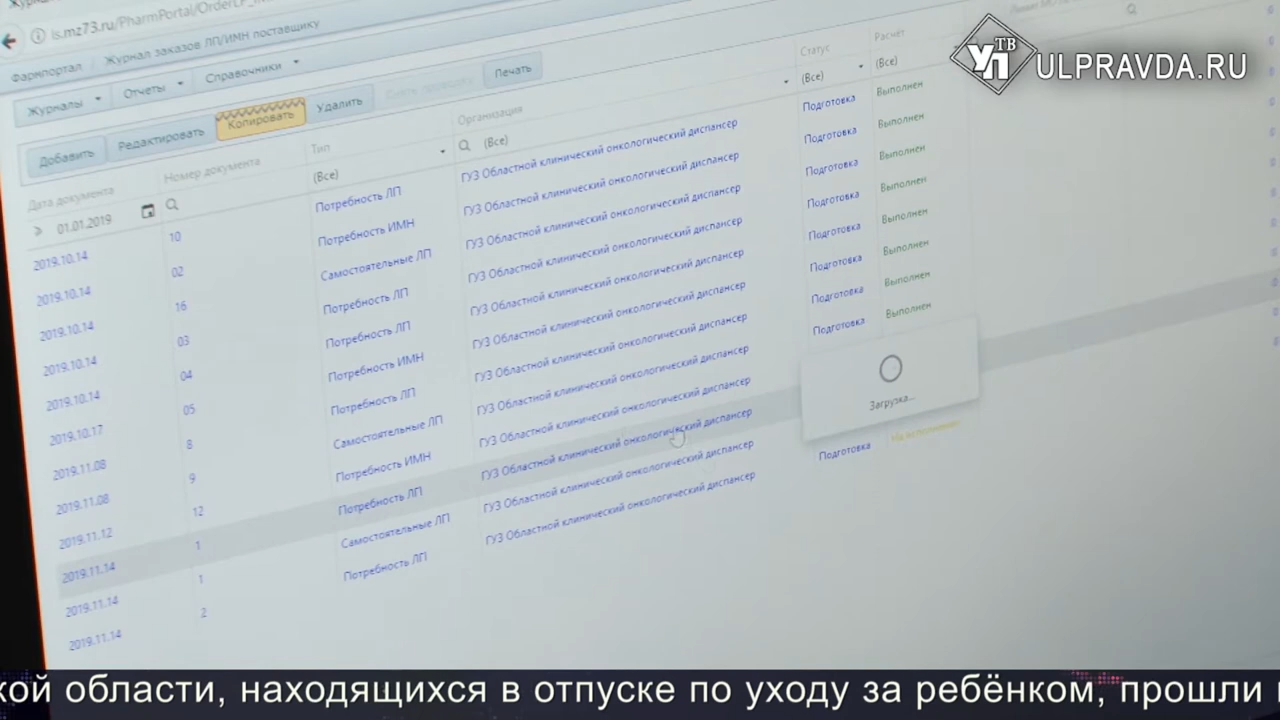 is.mz73.ru/PharmPortal/OrderLP_
Фармпортал / Журнал заказов ЛП/ИМН поставщику
Журналы Отчеты Справочники
Добавить Редактировать Копировать Удалить Печать
Дата документа Номер документа Тип Организация Статус Расчет
01.01.2019 (Все) (Все) (Все) (Все)
2019.10.14 10 Потребность ЛП ГУЗ Областной клинический онкологический диспансер Подготовка Выполнен
2019.10.14 02 Потребность ИМН ГУЗ Областной клинический онкологический диспансер Подготовка Выполнен
2019.10.14 16 Самостоятельные ЛП ГУЗ Областной клинический онкологический диспансер Подготовка Выполнен
2019.10.14 03 Потребность ЛП ГУЗ Областной клинический онкологический диспансер Подготовка Выполнен
2019.10.14 04 Потребность ЛП ГУЗ Областной клинический онкологический диспансер Подготовка Выполнен
2019.10.17 05 Потребность ИМН ГУЗ Областной клинический онкологический диспансер Подготовка Выполнен
2019.11.08 8 Потребность ЛП ГУЗ Областной клинический онкологический диспансер Подготовка Выполнен
2019.11.08 9 Самостоятельные ЛП ГУЗ Областной клинический онкологический диспансер Подготовка Выполнен
2019.11.12 12 Потребность ИМН ГУЗ Областной клинический онкологический диспансер
2019.11.14 1 Потребность ЛП ГУЗ Областной клинический онкологический диспансер
2019.11.14 1 Самостоятельные ЛП ГУЗ Областной клинический онкологический диспансер
2019.11.14 2 Потребность ЛП ГУЗ Областной клинический онкологический диспансер Подготовка
Загрузка...
УП ТВ ULPRAVDA.RU
кой области, находящихся в отпуске по уходу за ребёнком, прошли